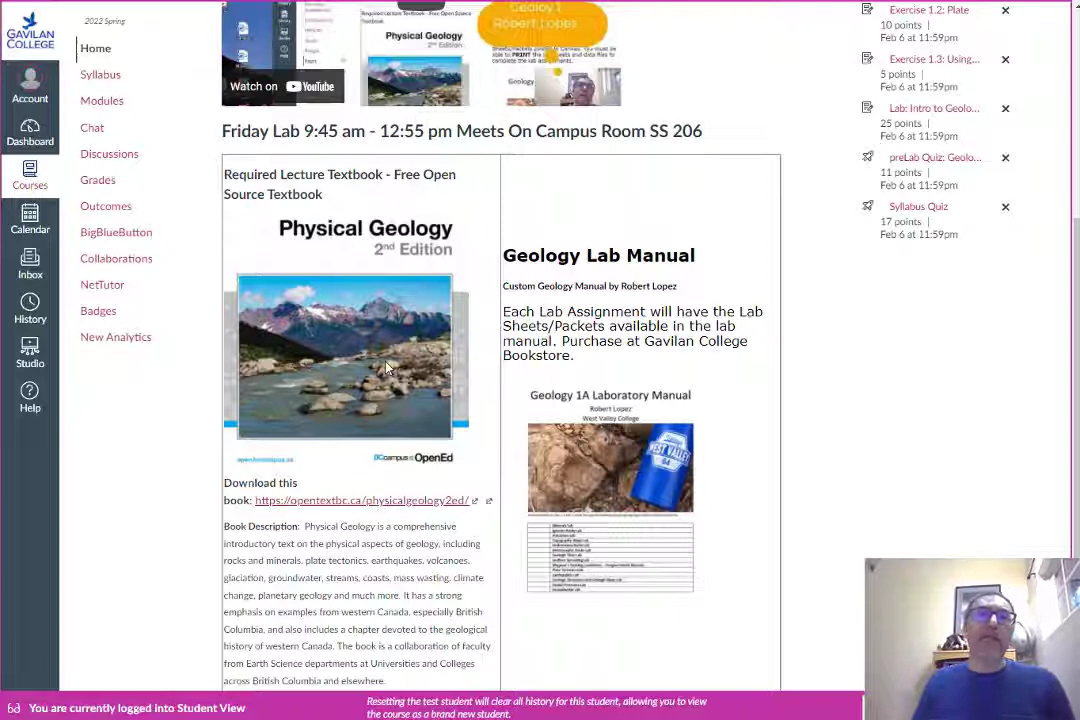 GAVILAN
COLLEGE
Account
Dashboard
Courses
Calendar
Inbox
History
Studio
Help
2022 Spring
Home
Syllabus
Modules
Chat
Discussions
Grades
Outcomes
BigBlueButton
Collaborations
NetTutor
Badges
New Analytics
Physical Geology
2nd Edition
Geology 1
Robert Lopez
complete the lab assignments.
Watch on YouTube
Friday Lab 9:45 am - 12:55 pm Meets On Campus Room SS 206
Required Lecture Textbook - Free Open
Source Textbook
Physical Geology
2nd Edition
BCcampus OpenEd
Download this
book: https://opentextbc.ca/physicalgeology2ed/
Book Description: Physical Geology is a comprehensive
introductory text on the physical aspects of geology, including
rocks and minerals, plate tectonics, earthquakes, volcanoes,
glaciation, groundwater, streams, coasts, mass wasting, climate
change, planetary geology and much more. It has a strong
emphasis on examples from western Canada, especially British
Columbia, and also includes a chapter devoted to the geological
history of western Canada. The book is a collaboration of faculty
from Earth Science departments at Universities and Colleges
across British Columbia and elsewhere.
Geology Lab Manual
Custom Geology Manual by Robert Lopez
Each Lab Assignment will have the Lab
Sheets/Packets available in the lab
manual. Purchase at Gavilan College
Bookstore.
Geology 1A Laboratory Manual
Robert Lopez
West Valley College
WEST VALLEY
64
Exercise 1.2: Plate
10 points |
Feb 6 at 11:59pm
Exercise 1.3: Using...
5 points |
Feb 6 at 11:59pm
Lab: Intro to Geolo...
25 points |
Feb 6 at 11:59pm
preLab Quiz: Geolo...
11 points |
Feb 6 at 11:59pm
Syllabus Quiz
17 points |
Feb 6 at 11:59pm
You are currently logged into Student View
Resetting the test student will clear all history for this student, allowing you to view
the course as a brand new student.